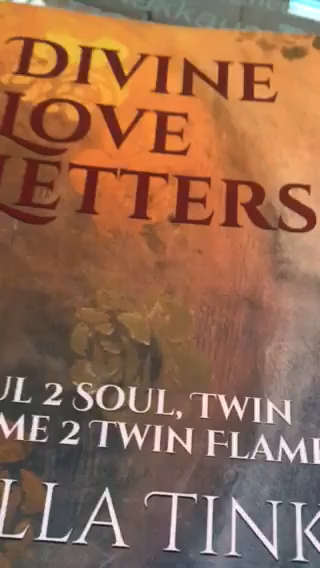 DIVINE
LOVE
LETTERS
UL 2 SOUL, TWIN
ME 2 TWIN FLAM
LLA TINK